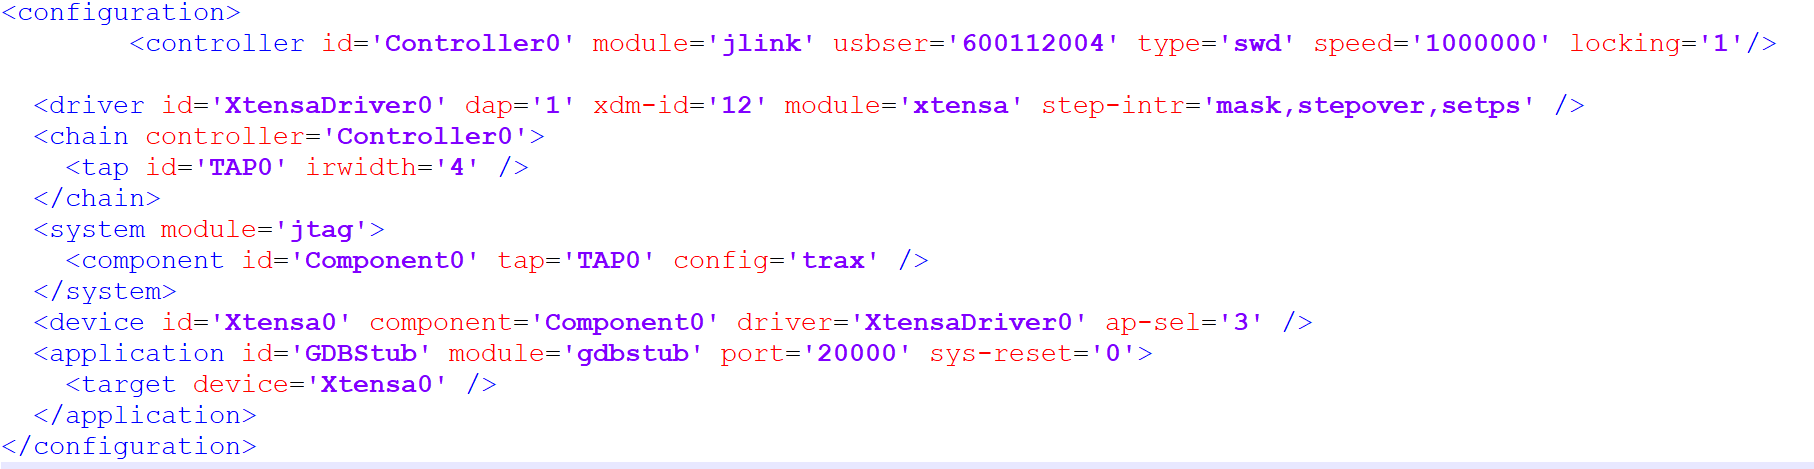 <configuration>
<controller id='Controller0' module='jlink' usbser='600112004' type='swd' speed='1000000' locking='1'/>
<driver id='XtensaDriver0' dap='1' xdm-id='12' module='xtensa' step-intr='mask,stepover,setps' />
<chain controller='Controller0'>
<tap id='TAP0' irwidth='4' />
</chain>
<system module='jtag'>
<component id='Component0' tap='TAP0' config='trax' />
</system>
<device id='Xtensa0' component='Component0' driver='XtensaDriver0' ap-sel='3' />
<application id='GDBStub' module='gdbstub' port='20000' sys-reset='0'>
<target device='Xtensa0' />
</application>
</configuration>